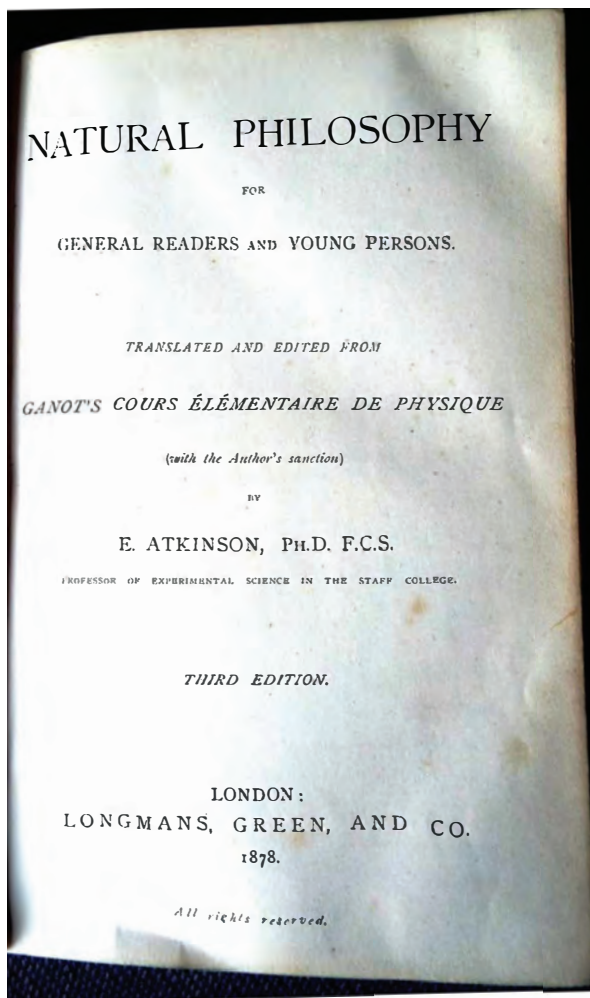 NATURAL PHILOSOPHY
FOR
GENERAL READERS AND YOUNG PERSONS.
TRANSLATED AND EDITED FROM
GANOT'S COURS ÉLÉMENTAIRE DE PHYSIQUE
(with the Author's sanction)
BY
E. ATKINSON, PH.D. F.C.S.
PROFESSOR OF EXPERIMENTAL SCIENCE IN THE STAFF COLLEGE.
THIRD EDITION.
LONDON:
LONGMANS, GREEN, AND CO.
1878.
All rights reserved.